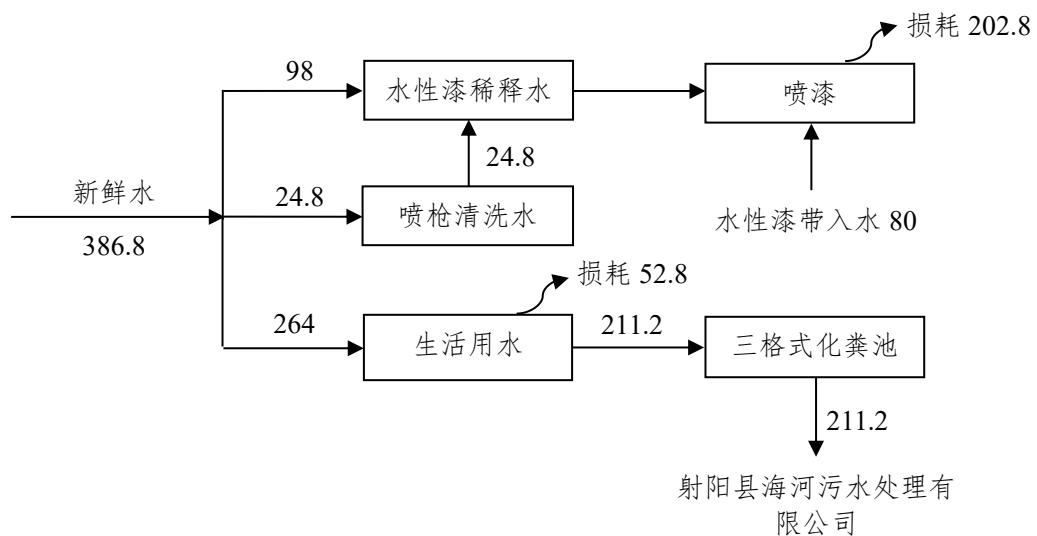 损耗 202.8
98
水性漆稀释水
喷漆
24.8
新鲜水
24.8
喷枪清洗水
水性漆带入水 80
386.8
损耗 52.8
264
生活用水
211.2
三格式化粪池
211.2
射阳县海河污水处理有
限公司